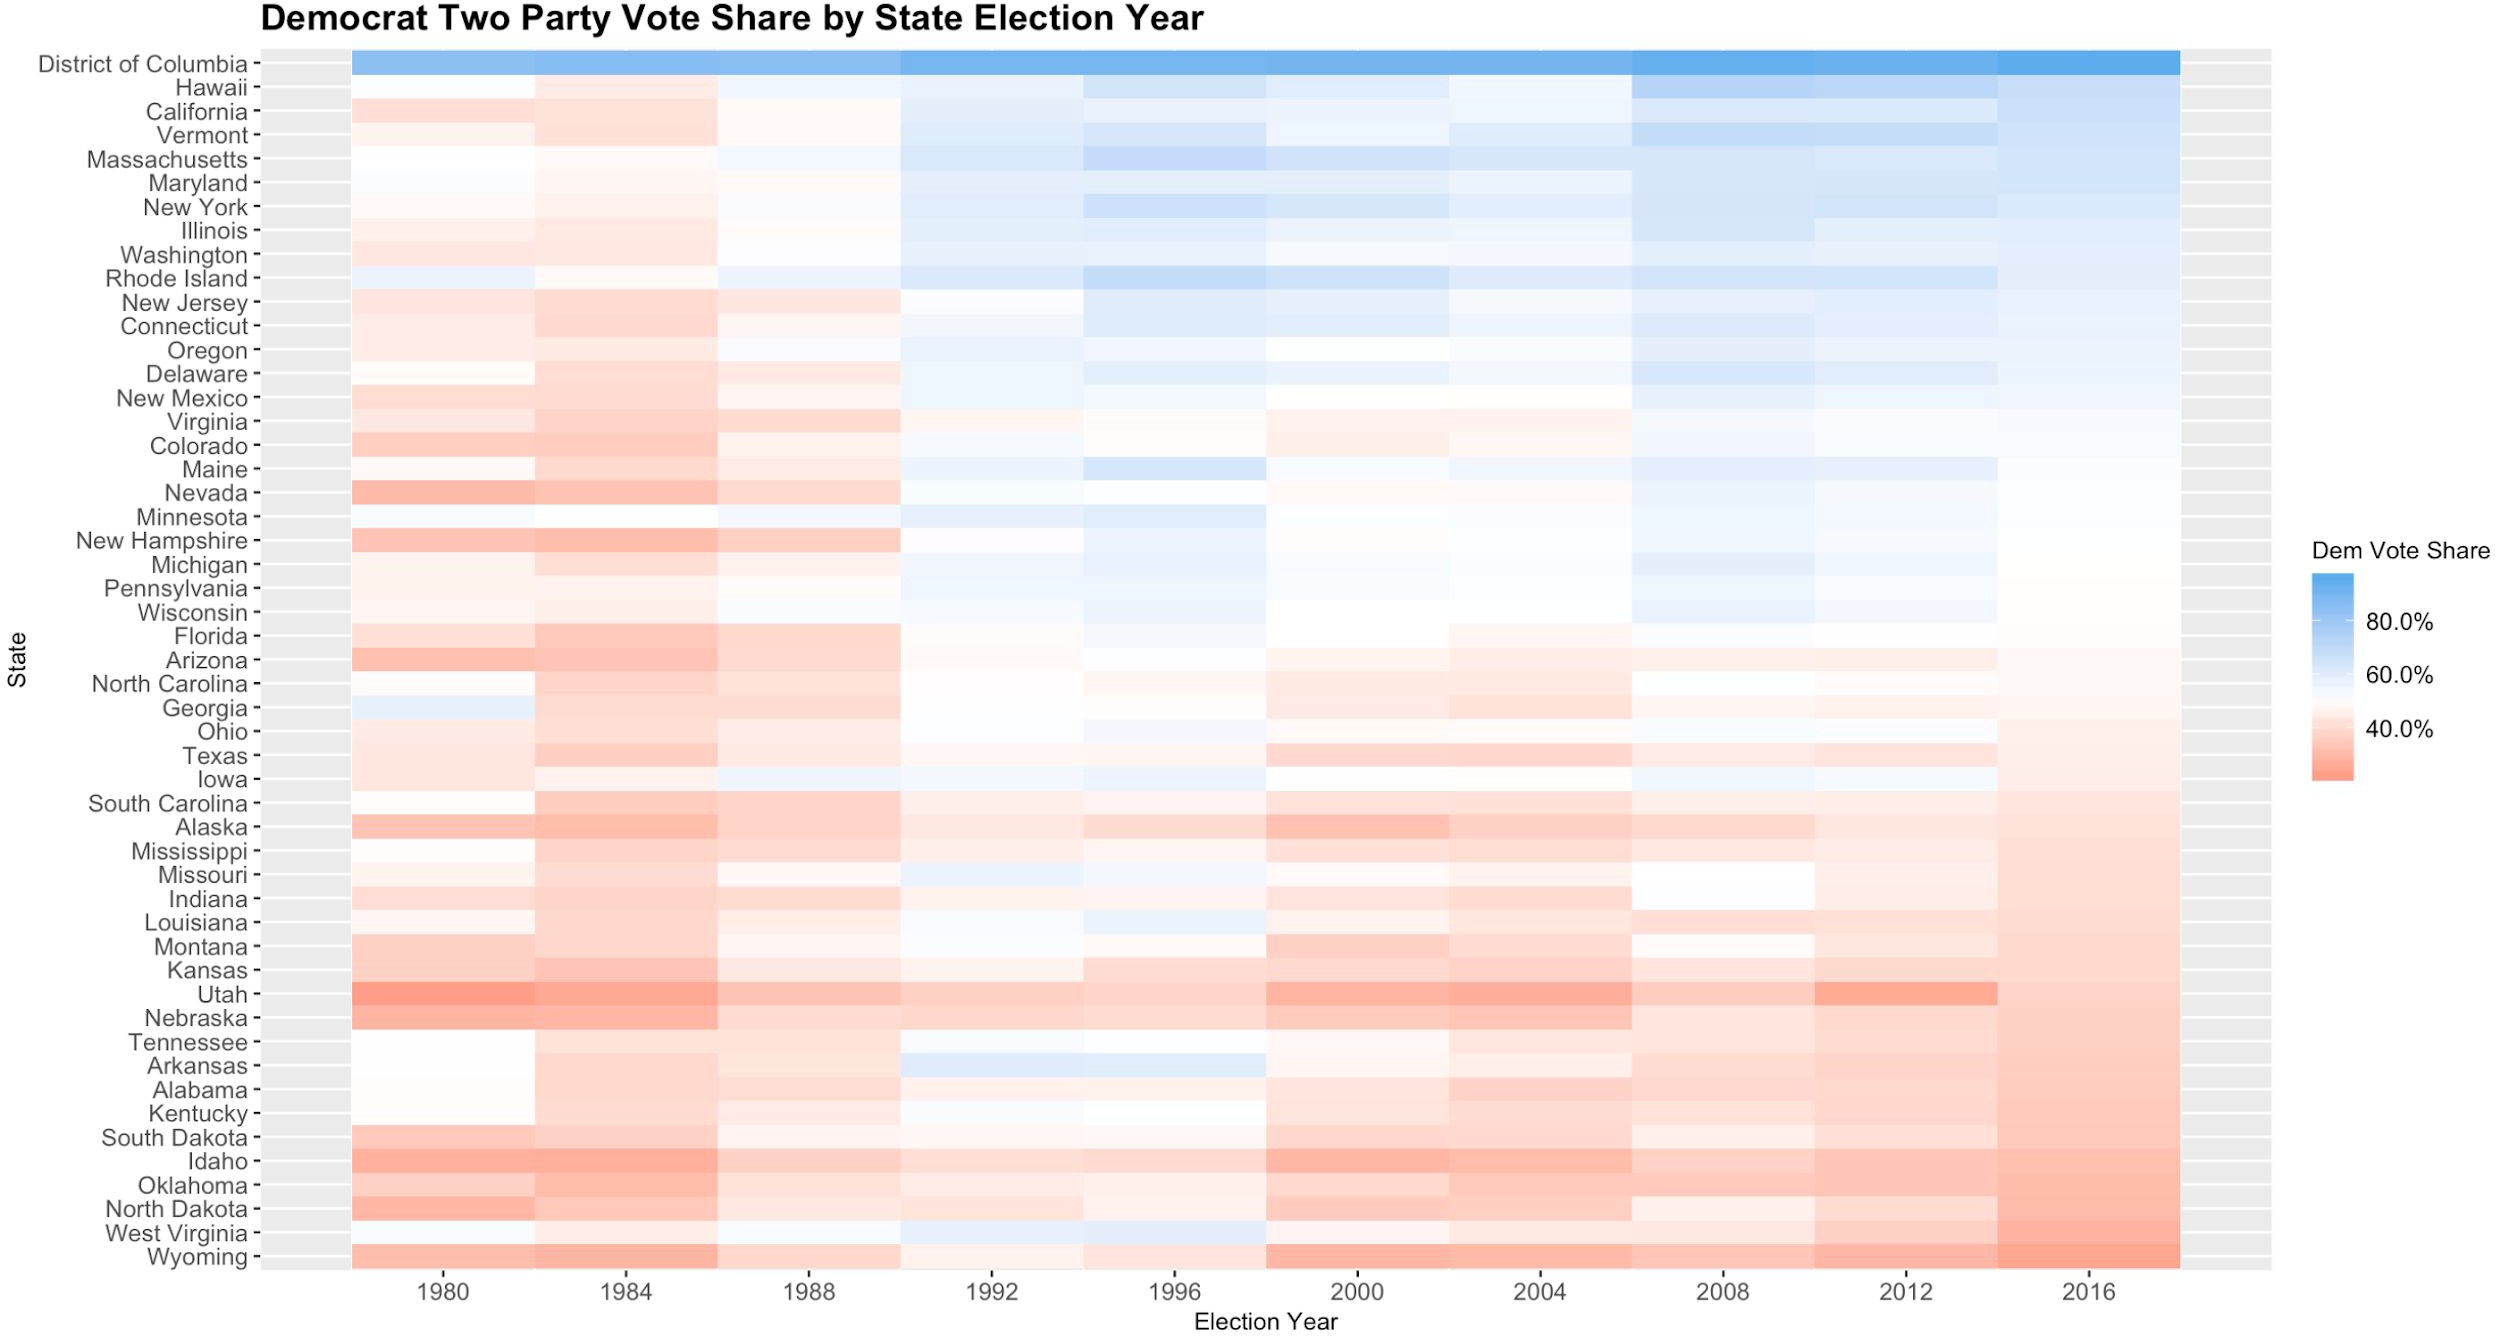 Democrat Two Party Vote Share by State Election Year
State
District of Columbia
Hawaii
California
Vermont
Massachusetts
Maryland
New York
Illinois
Washington
Rhode Island
New Jersey
Connecticut
Oregon
Delaware
New Mexico
Virginia
Colorado
Maine
Nevada
Minnesota
New Hampshire
Michigan
Pennsylvania
Wisconsin
Florida
Arizona
North Carolina
Georgia
Ohio
Texas
Iowa
South Carolina
Alaska
Mississippi
Missouri
Indiana
Louisiana
Montana
Kansas
Utah
Nebraska
Tennessee
Arkansas
Alabama
Kentucky
South Dakota
Idaho
Oklahoma
North Dakota
West Virginia
Wyoming
1980 1984 1988 1992 1996 2000 2004 2008 2012 2016
Election Year
Dem Vote Share
80.0%
60.0%
40.0%